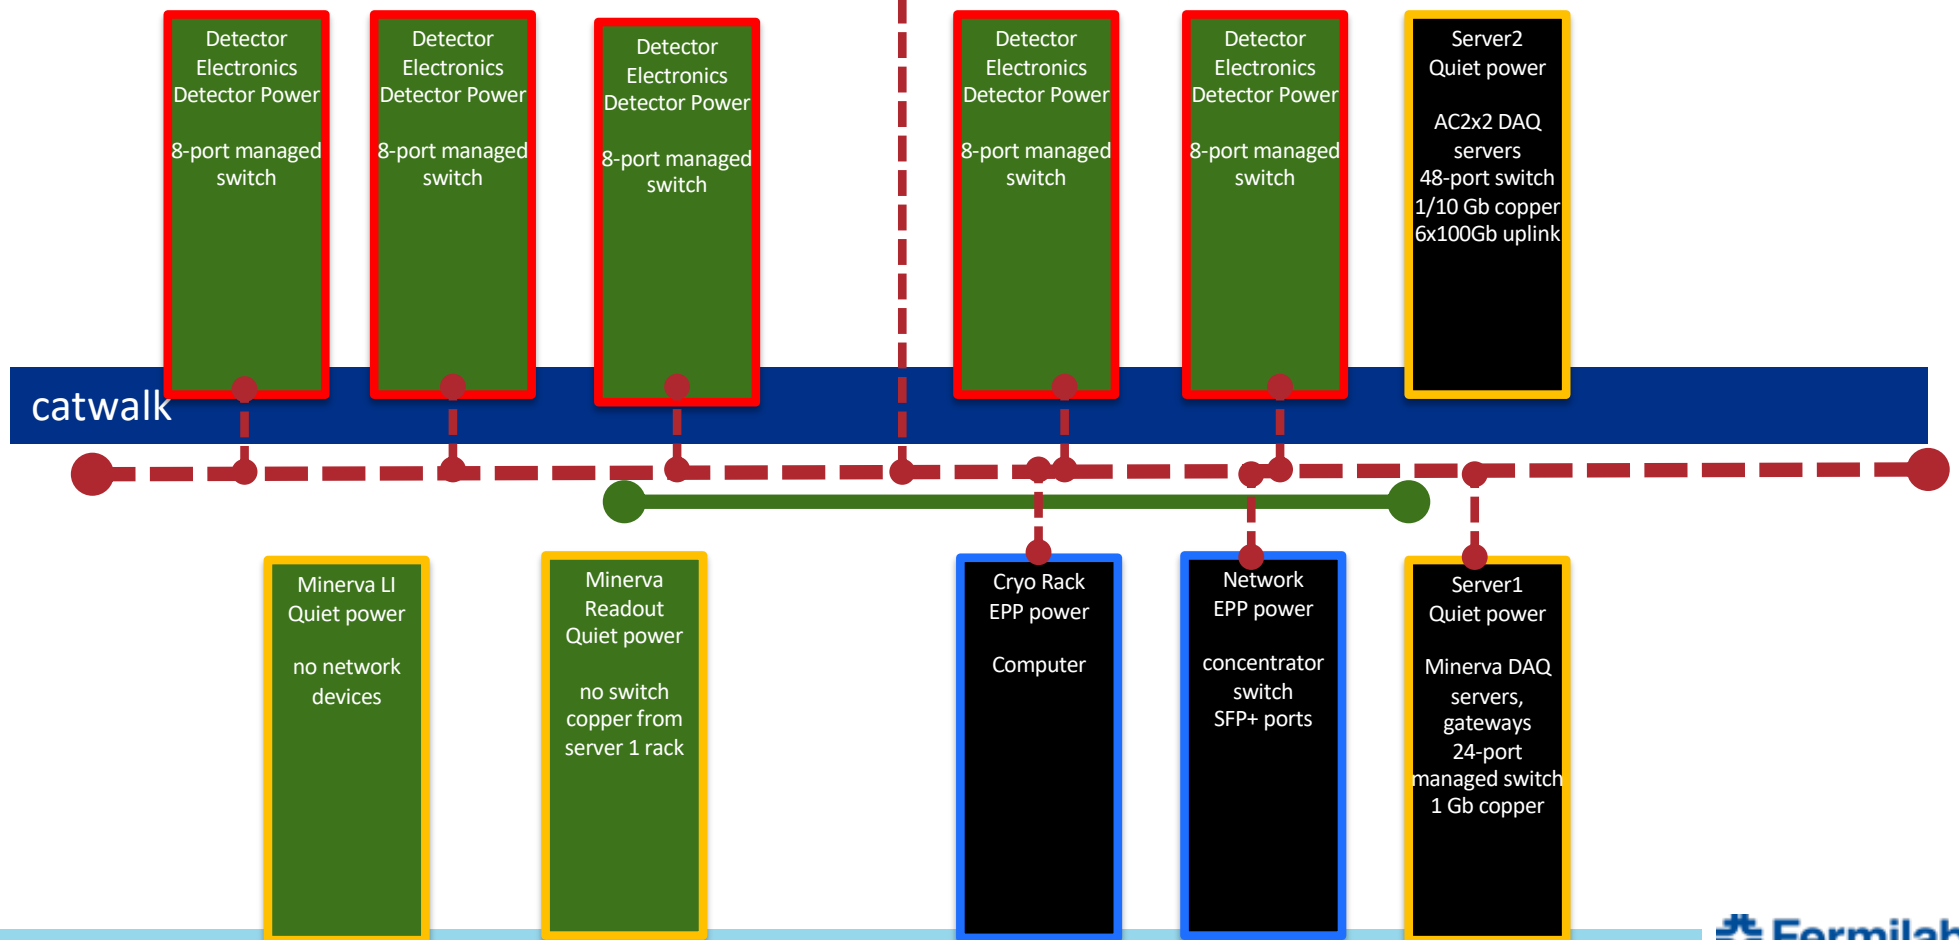 Detector
Electronics
Detector Power
8-port managed
switch
Detector
Electronics
Detector Power
8-port managed
switch
Detector
Electronics
Detector Power
8-port managed
switch
Detector
Electronics
Detector Power
8-port managed
switch
Detector
Electronics
Detector Power
8-port managed
switch
Server2
Quiet power
AC2x2 DAQ
servers
48-port switch
1/10 Gb copper
6x100Gb uplink
catwalk
Minerva LI
Quiet power
no network
devices
Minerva
Readout
Quiet power
no switch
copper from
server 1 rack
Cryo Rack
EPP power
Computer
Network
EPP power
concentrator
switch
SFP+ ports
Server1
Quiet power
Minerva DAQ
servers,
gateways
24-port
managed switch
1 Gb copper
Fermilab